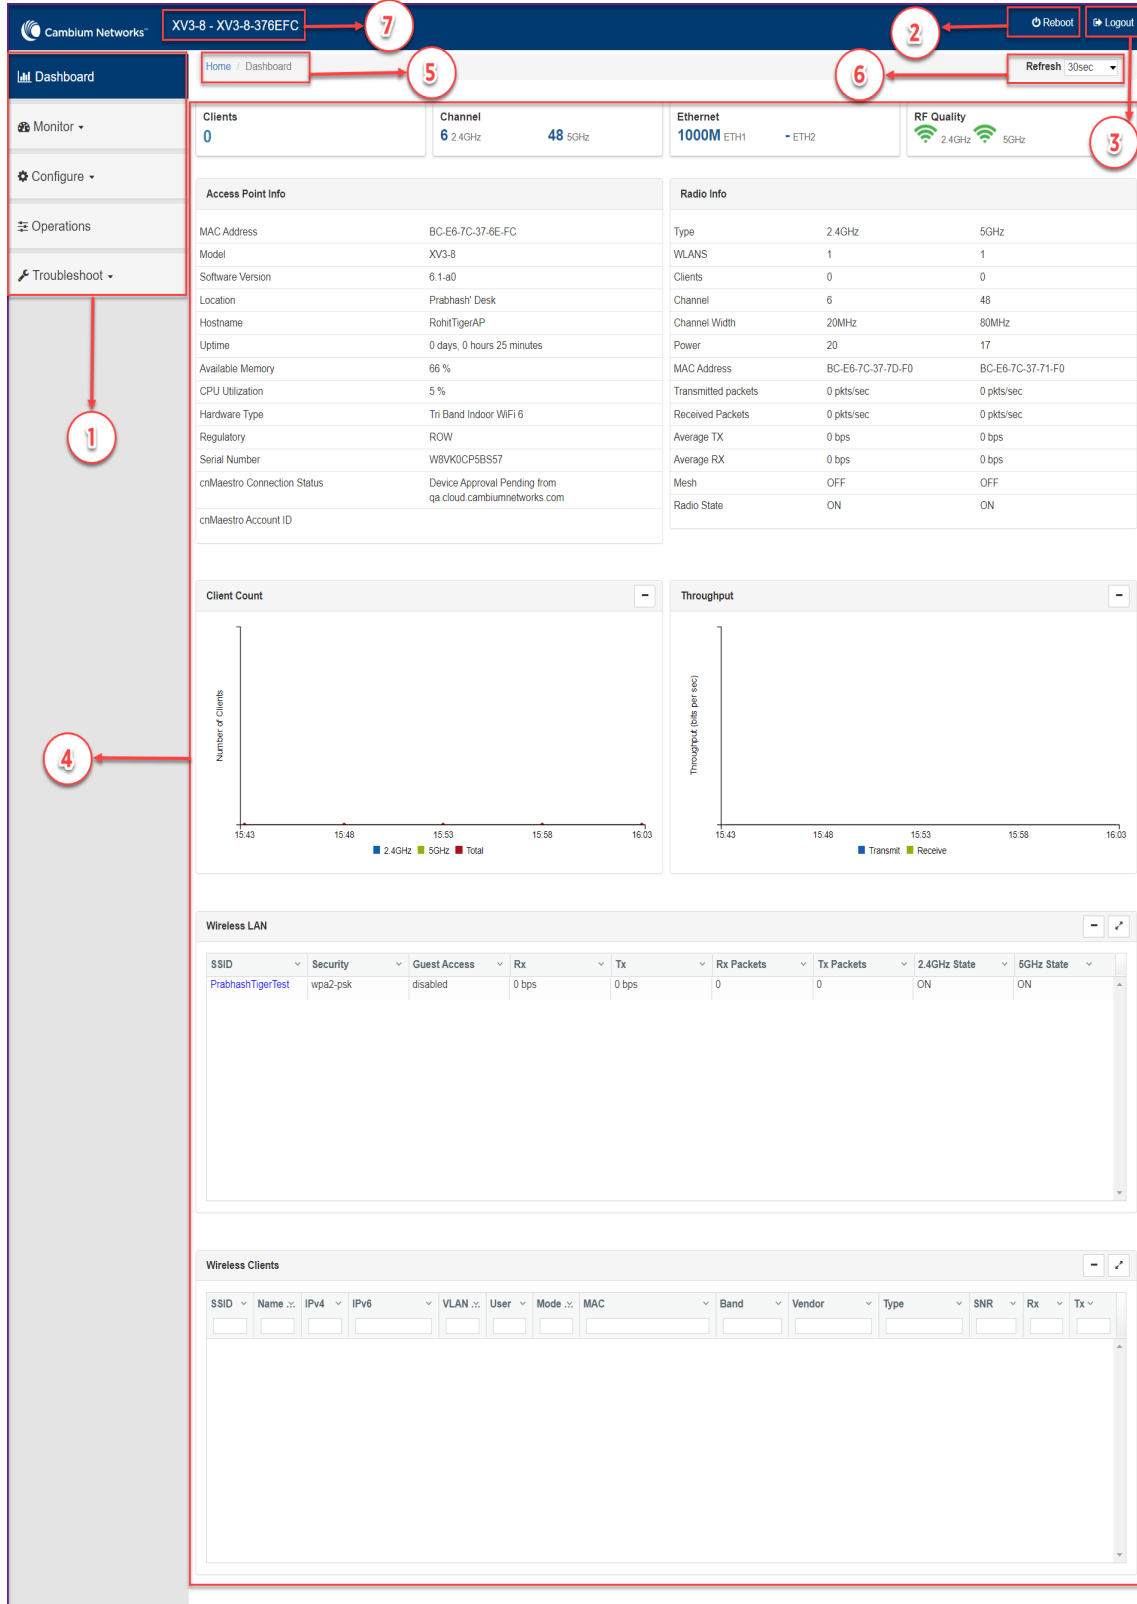 Cambium Networks™
XV3-8 - XV3-8-376EFC
7
2
Reboot
Logout
Dashboard
Home / Dashboard
5
6
Refresh 30sec
Monitor
Configure
Operations
Troubleshoot
1
Clients
0
Channel
6 2.4GHz 48 5GHz
Ethernet
1000M ETH1 - ETH2
RF Quality
2.4GHz 5GHz
3
Access Point Info
MAC Address BC-E6-7C-37-6E-FC
Model XV3-8
Software Version 6.1-a0
Location Prabhash' Desk
Hostname RohitTigerAP
Uptime 0 days, 0 hours 25 minutes
Available Memory 66 %
CPU Utilization 5 %
Hardware Type Tri Band Indoor WiFi 6
Regulatory ROW
Serial Number W8VK0CP5BS57
cnMaestro Connection Status Device Approval Pending from
qa.cloud.cambiumnetworks.com
cnMaestro Account ID
Radio Info
Type 2.4GHz 5GHz
WLANS 1 1
Clients 0 0
Channel 6 48
Channel Width 20MHz 80MHz
Power 20 17
MAC Address BC-E6-7C-37-7D-F0 BC-E6-7C-37-71-F0
Transmitted packets 0 pkts/sec 0 pkts/sec
Received Packets 0 pkts/sec 0 pkts/sec
Average TX 0 bps 0 bps
Average RX 0 bps 0 bps
Mesh OFF OFF
Radio State ON ON
4
Client Count
Number of Clients
15:43 15:48 15:53 15:58 16:03
2.4GHz 5GHz Total
Throughput
Throughput (bits per sec)
15:43 15:48 15:53 15:58 16:03
Transmit Receive
Wireless LAN
SSID Security Guest Access Rx Tx Rx Packets Tx Packets 2.4GHz State 5GHz State
PrabhashTigerTest wpa2-psk disabled 0 bps 0 bps 0 0 ON ON
Wireless Clients
SSID Name ... IPv4 IPv6 VLAN ... User Mode ... MAC Band Vendor Type SNR Rx Tx